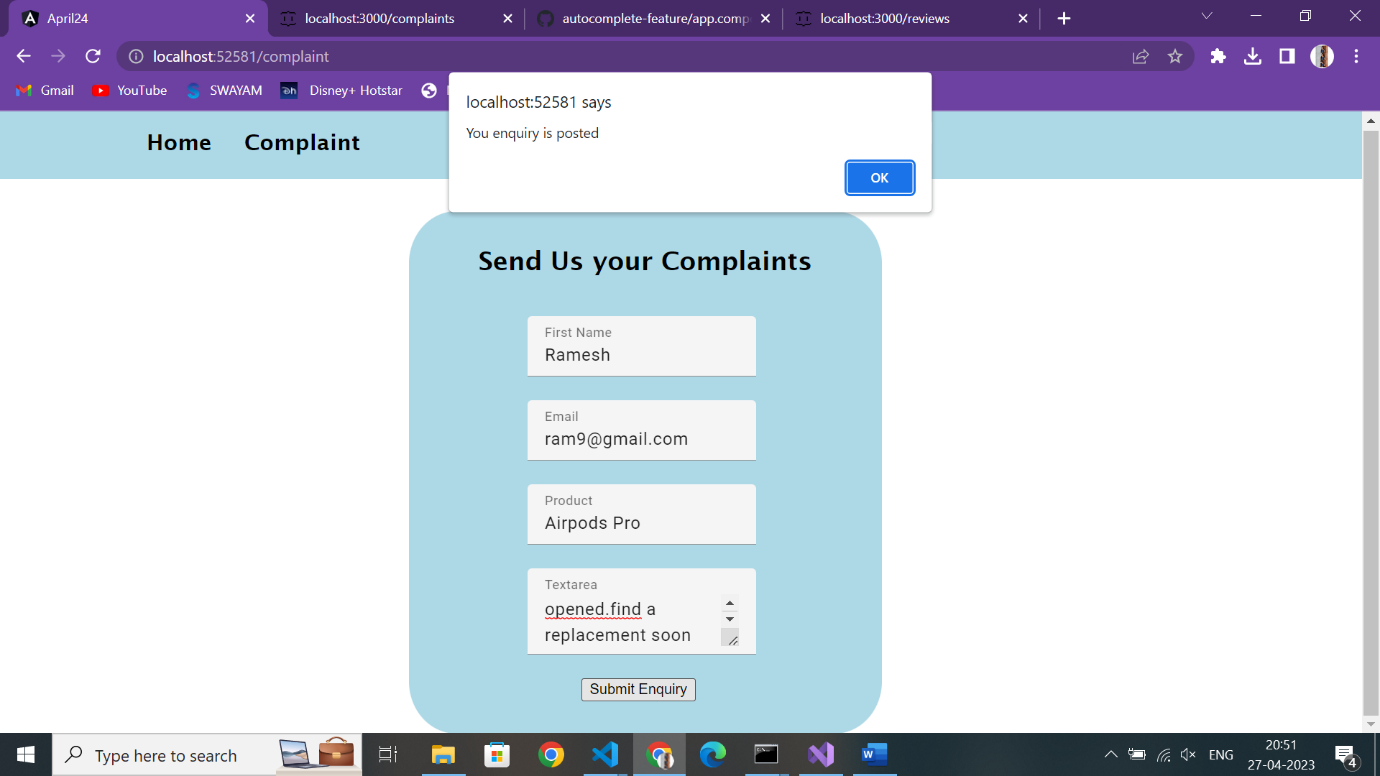 April24
localhost:3000/complaints
autocomplete-feature/app.comp
localhost:3000/reviews
localhost:52581/complaint
Gmail
YouTube
SWAYAM
Disney+ Hotstar
localhost:52581 says
You enquiry is posted
OK
Home
Complaint
Send Us your Complaints
First Name
Ramesh
Email
ram9@gmail.com
Product
Airpods Pro
Textarea
opened.find a
replacement soon
Submit Enquiry
Type here to search
ENG
20:51
27-04-2023
4